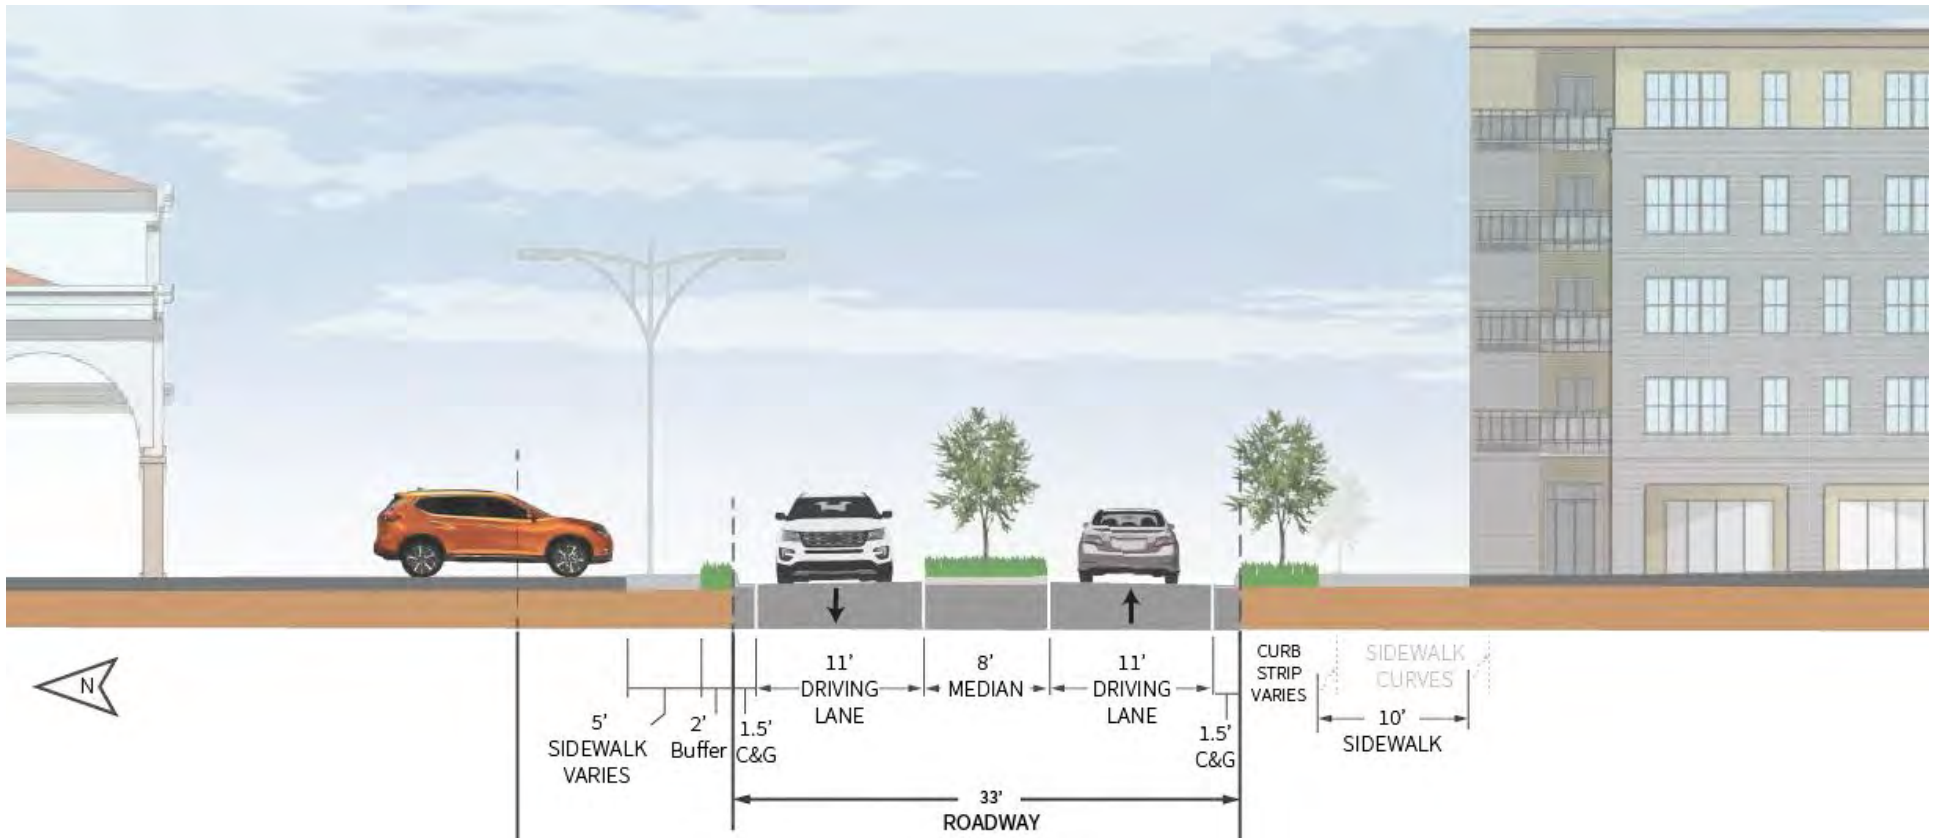 N
5’
SIDEWALK
VARIES
2’
Buffer
1.5’
C&G
11’
DRIVING
LANE
8’
MEDIAN
11’
DRIVING
LANE
1.5’
C&G
CURB
STRIP
VARIES
SIDEWALK
CURVES
10’
SIDEWALK
33’
ROADWAY